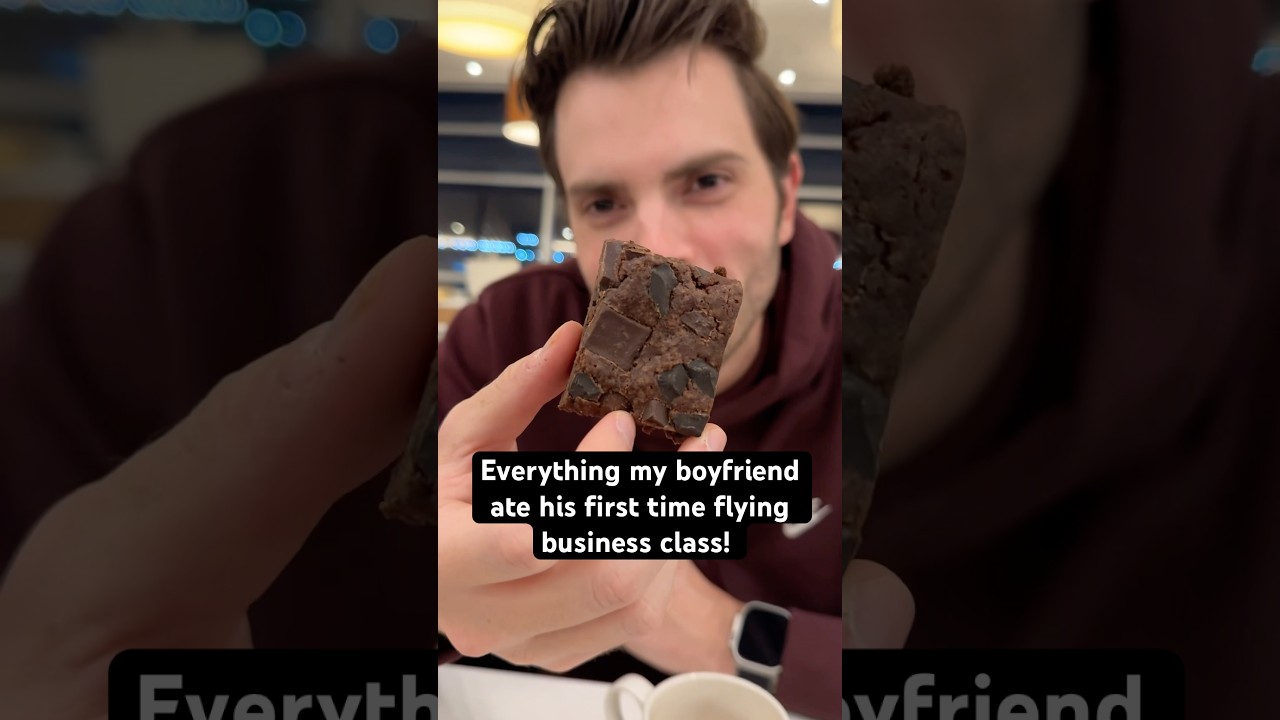 Everything my boyfriend
ate his first time flying
business class!